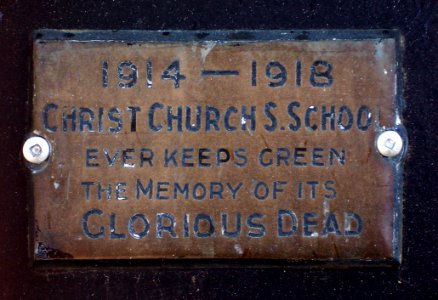 1914 — 1918
CHRIST CHURCH S. SCHOOL
EVER KEEPS GREEN
THE MEMORY OF ITS
GLORIOUS DEAD